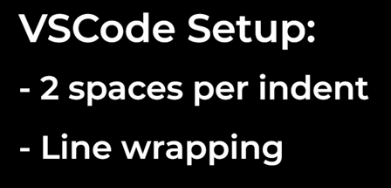 VSCode Setup:
- 2 spaces per indent
- Line wrapping